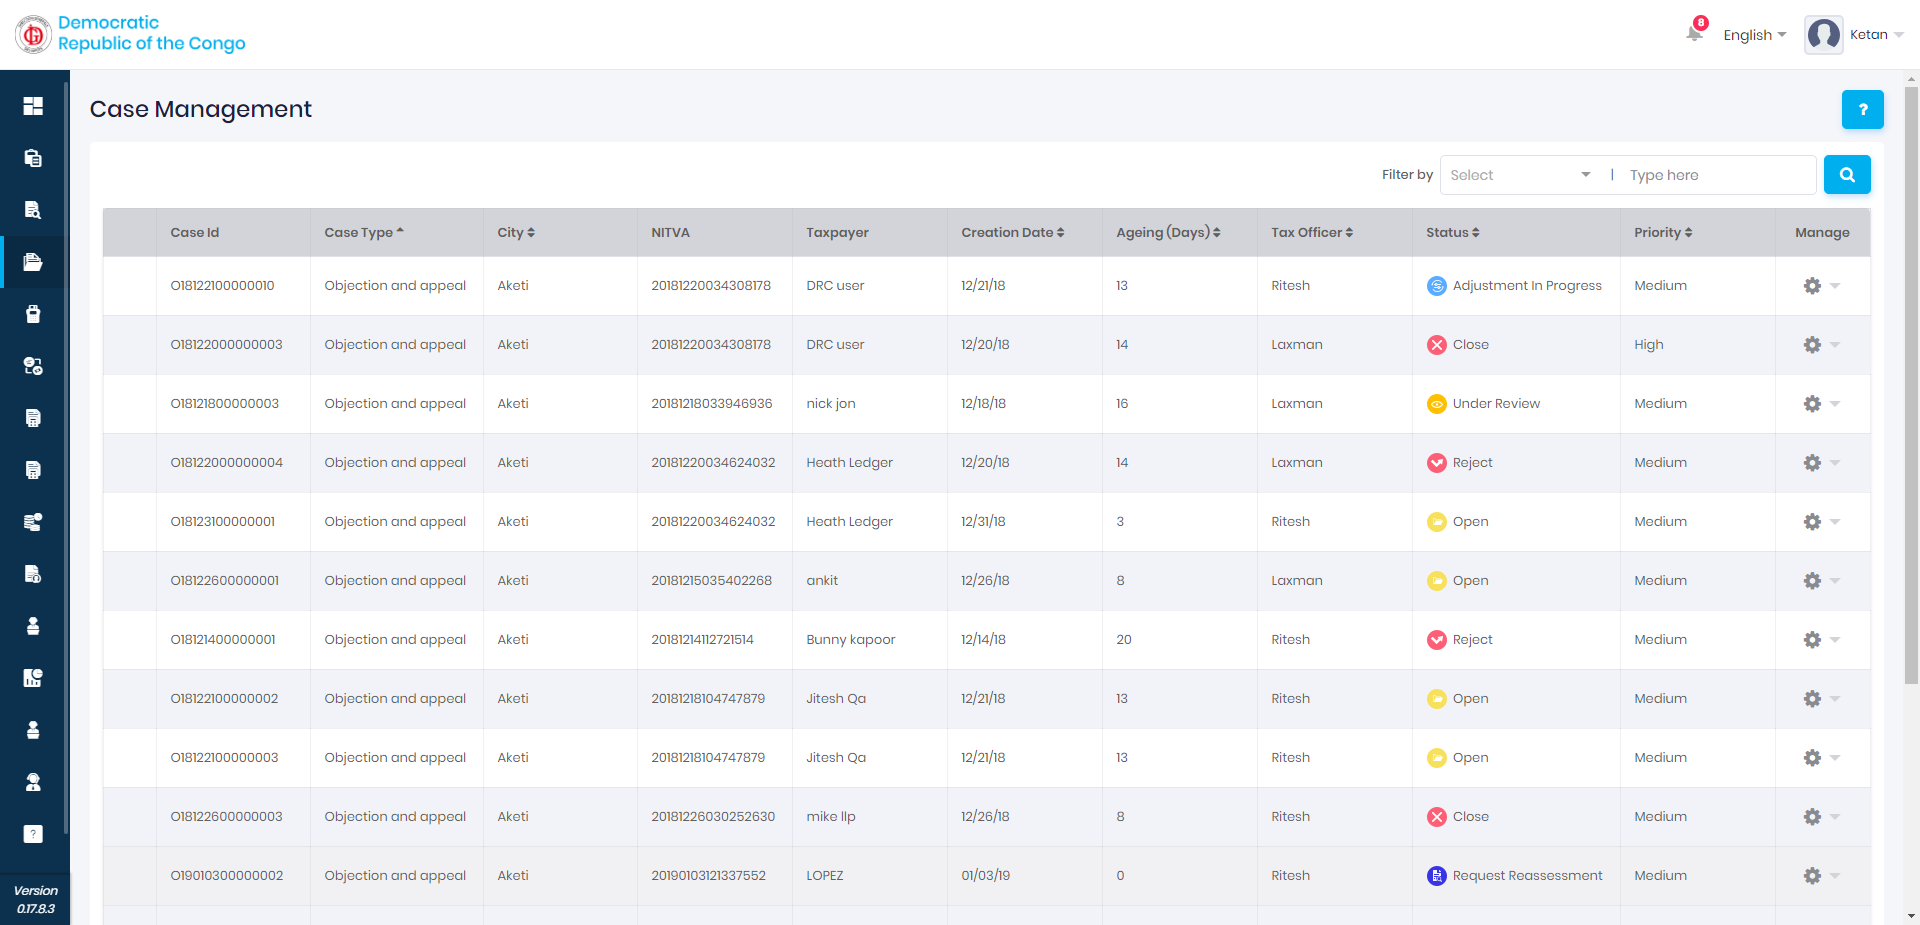 Democratic
Republic of the Congo
8
English
Ketan
Case Management
?
Filter by Select | Type here
Case Id Case Type City NITVA Taxpayer Creation Date Ageing (Days) Tax Officer Status Priority Manage
O18122100000010 Objection and appeal Aketi 20181220034308178 DRC user 12/21/18 13 Ritesh Adjustment In Progress Medium
O18122000000003 Objection and appeal Aketi 20181220034308178 DRC user 12/20/18 14 Laxman Close High
O18121800000003 Objection and appeal Aketi 20181218033946936 nick jon 12/18/18 16 Laxman Under Review Medium
O18122000000004 Objection and appeal Aketi 20181220034624032 Heath Ledger 12/20/18 14 Laxman Reject Medium
O18123100000001 Objection and appeal Aketi 20181220034624032 Heath Ledger 12/31/18 3 Ritesh Open Medium
O18122600000001 Objection and appeal Aketi 20181215035402268 ankit 12/26/18 8 Laxman Open Medium
O18121400000001 Objection and appeal Aketi 20181214112721514 Bunny kapoor 12/14/18 20 Ritesh Reject Medium
O18122100000002 Objection and appeal Aketi 20181218104747879 Jitesh Qa 12/21/18 13 Ritesh Open Medium
O18122100000003 Objection and appeal Aketi 20181218104747879 Jitesh Qa 12/21/18 13 Ritesh Open Medium
O18122600000003 Objection and appeal Aketi 20181226030252630 mike llp 12/26/18 8 Ritesh Close Medium
O19010300000002 Objection and appeal Aketi 20190103121337552 LOPEZ 01/03/19 0 Ritesh Request Reassessment Medium
?
Version
0.17.8.3